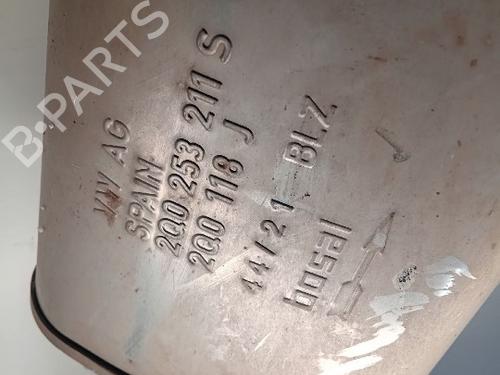 B-PARTS
VW AG
SPAIN
2Q0 253 211 S
2Q0 118 J
44/21 BLZ
bosal